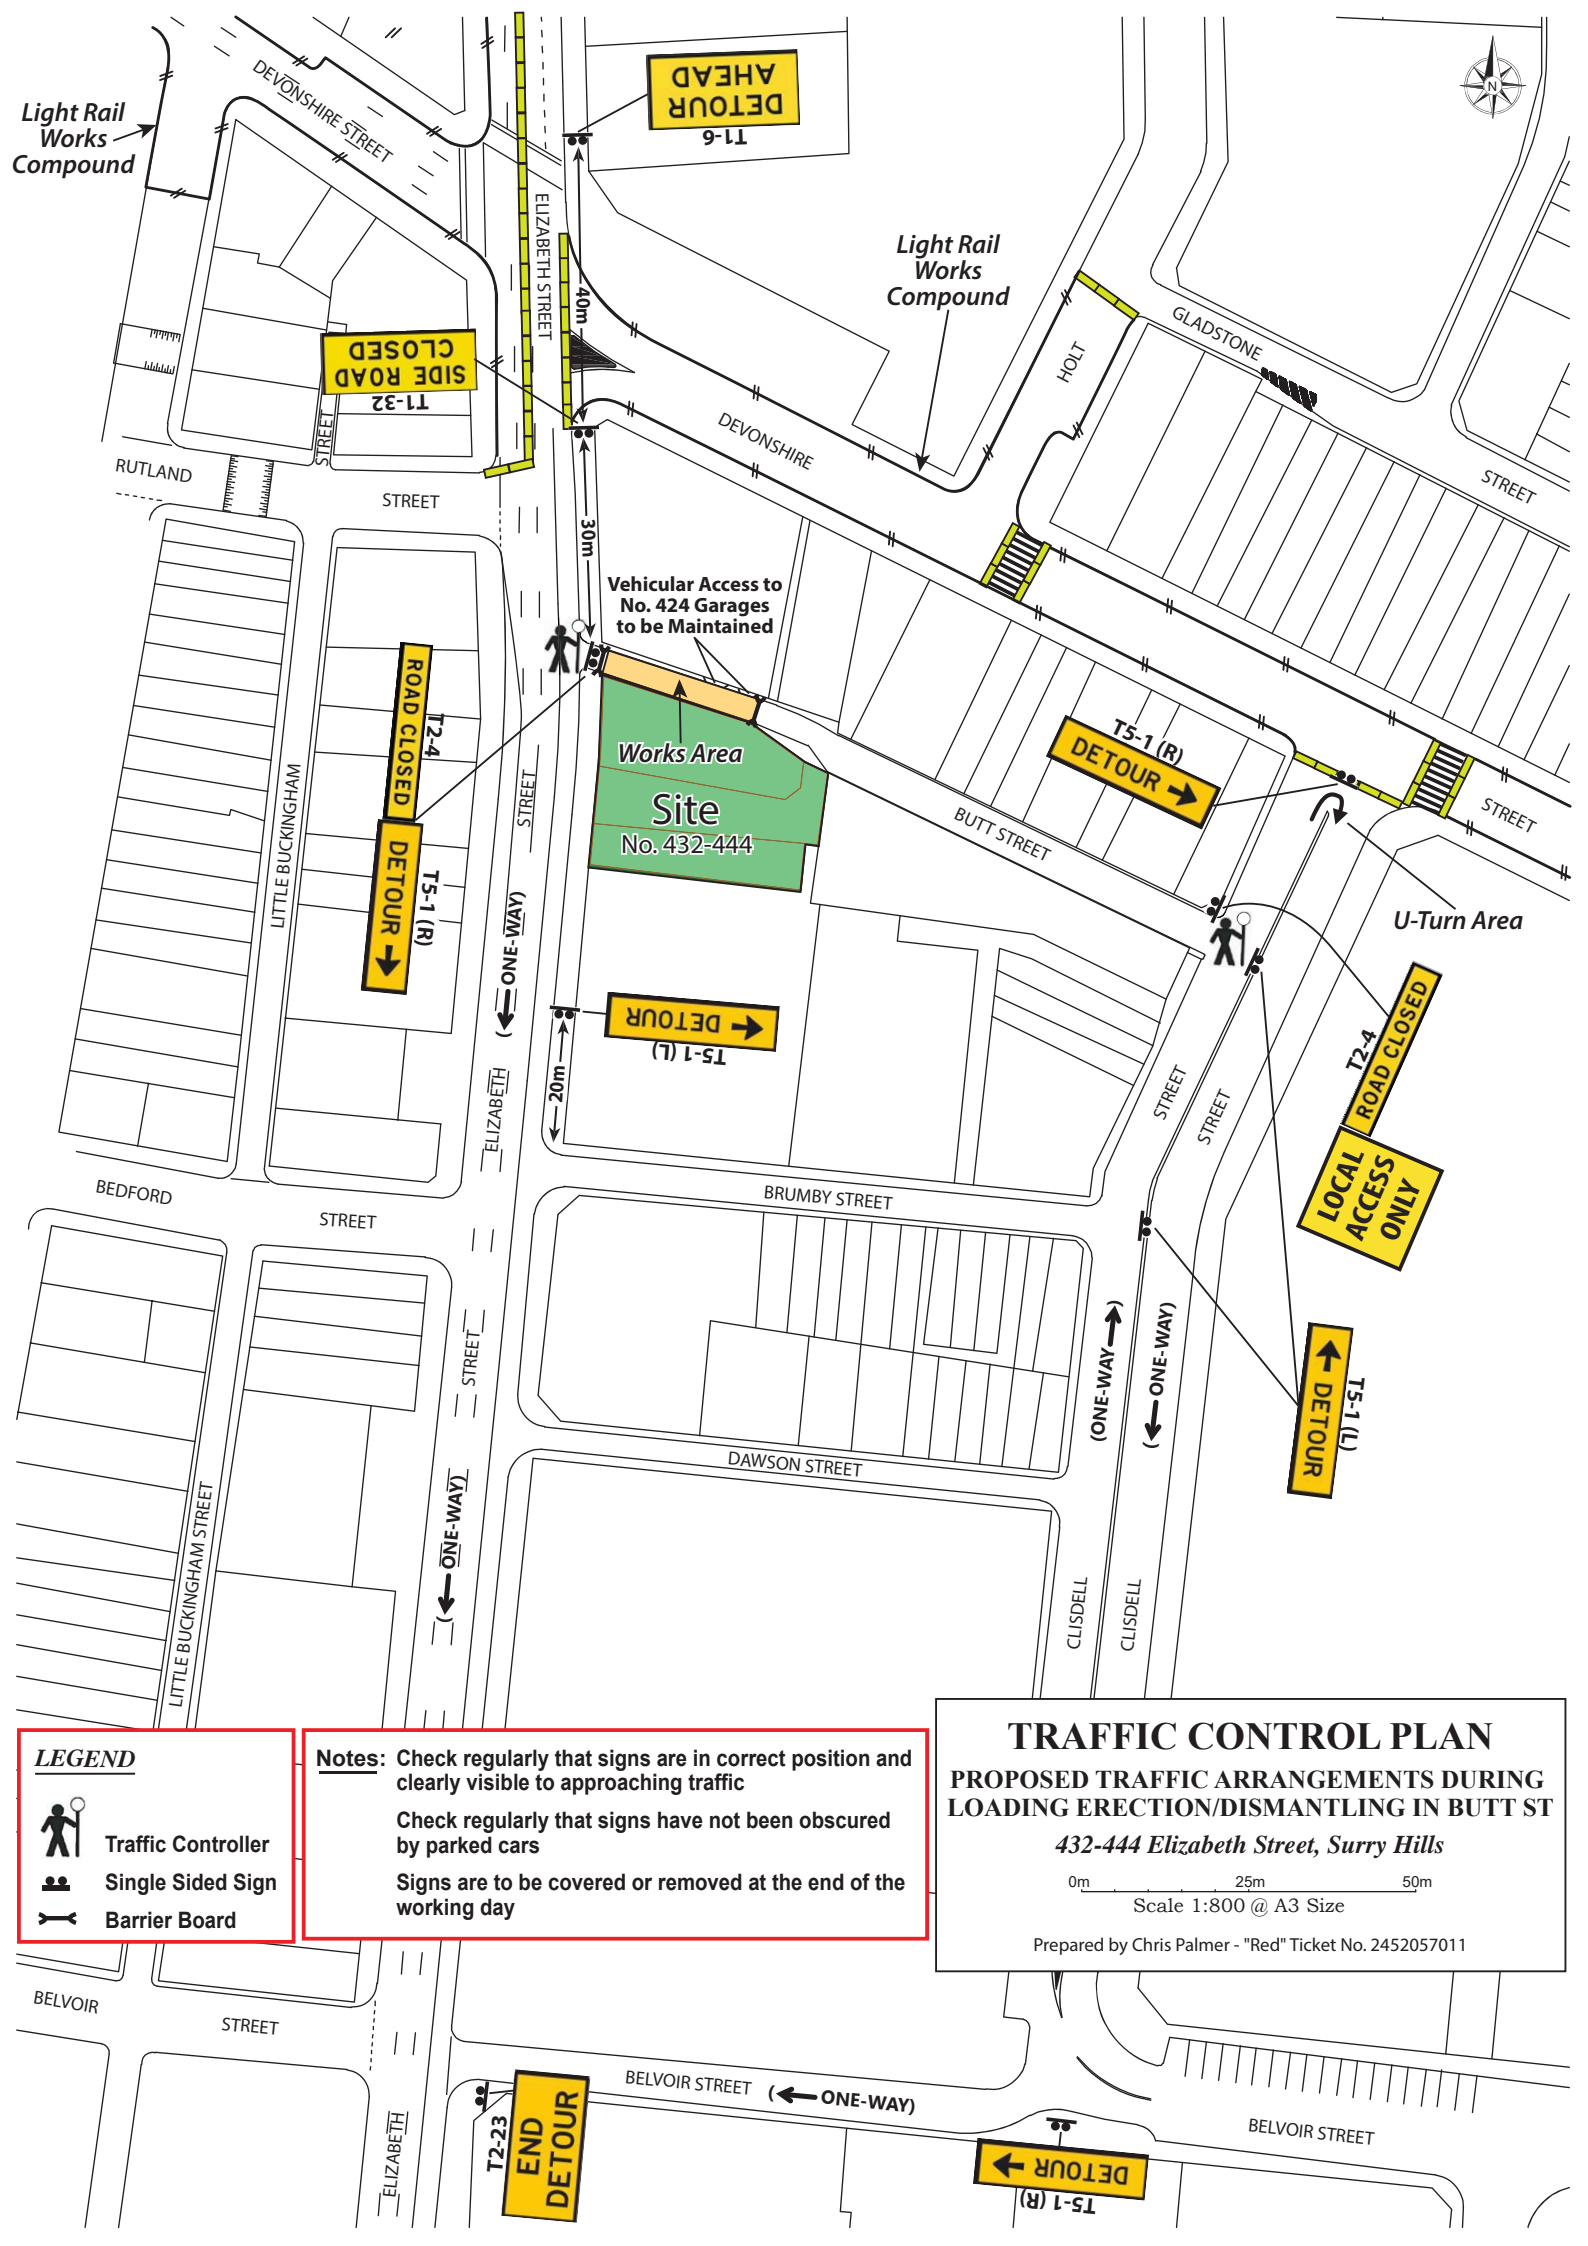 DETOUR
AHEAD
T1-6
N
Light Rail
Works
Compound
DEVONSHIRE STREET
ELIZABETH STREET
40m
Light Rail
Works
Compound
SIDE ROAD
CLOSED
T1-32
HOLT
GLADSTONE
STREET
STREET
RUTLAND
STREET
DEVONSHIRE
30m
Vehicular Access to
No. 424 Garages
to be Maintained
Works Area
Site
No. 432-444
ROAD CLOSED
T2-4
DETOUR
T5-1 (R)
LITTLE BUCKINGHAM
STREET
(ONE-WAY)
ELIZABETH
T5-1 (R)
DETOUR
BUTT STREET
STREET
U-Turn Area
DETOUR
T5-1 (L)
20m
T2-4
ROAD CLOSED
LOCAL
ACCESS
ONLY
STREET
STREET
BEDFORD
STREET
BRUMBY STREET
(ONE-WAY)
(ONE-WAY)
DETOUR
T5-1 (L)
STREET
DAWSON STREET
(ONE-WAY)
LITTLE BUCKINGHAM STREET
CLISDELL
CLISDELL
LEGEND
Traffic Controller
Single Sided Sign
Barrier Board
Notes: Check regularly that signs are in correct position and
clearly visible to approaching traffic
Check regularly that signs have not been obscured
by parked cars
Signs are to be covered or removed at the end of the
working day
TRAFFIC CONTROL PLAN
PROPOSED TRAFFIC ARRANGEMENTS DURING
LOADING ERECTION/DISMANTLING IN BUTT ST
432-444 Elizabeth Street, Surry Hills
0m 25m 50m
Scale 1:800 @ A3 Size
Prepared by Chris Palmer - "Red" Ticket No. 2452057011
BELVOIR
STREET
BELVOIR STREET
(ONE-WAY)
BELVOIR STREET
ELIZABETH
T2-23
END
DETOUR
DETOUR
T5-1 (R)